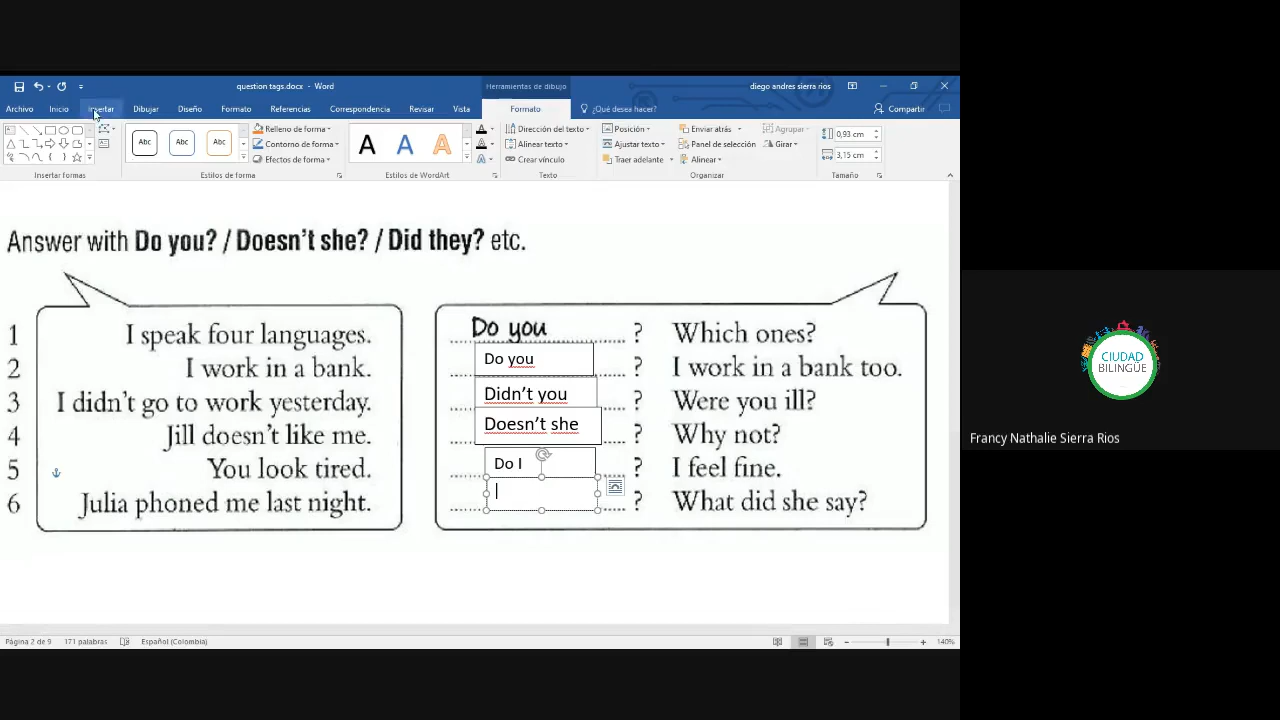 question tags.docx - Word
Herramientas de dibujo
diego andres sierra rios
Archivo Inicio Insertar Dibujar Diseño Formato Referencias Correspondencia Revisar Vista Formato ¿Qué desea hacer? Compartir
Abc Abc Abc
Relleno de forma
Contorno de forma
Efectos de forma
A A A
Dirección del texto
Alinear texto
Crear vínculo
Posición
Ajustar texto
Traer adelante
Enviar atrás
Panel de selección
Alinear
Agrupar
Girar
0,93 cm
3,15 cm
Insertar formas Estilos de forma Estilos de WordArt Texto Organizar Tamaño
Answer with Do you? / Doesn't she? / Did they? etc.
1 I speak four languages. Do you ? Which ones?
2 I work in a bank. Do you ? I work in a bank too.
3 I didn't go to work yesterday. Didn't you ? Were you ill?
4 Jill doesn't like me. Doesn't she ? Why not?
5 You look tired. Do I ? I feel fine.
6 Julia phoned me last night. ? What did she say?
Página 2 de 9 171 palabras Español (Colombia) 140%
CIUDAD
BILINGÜE
Francy Nathalie Sierra Rios